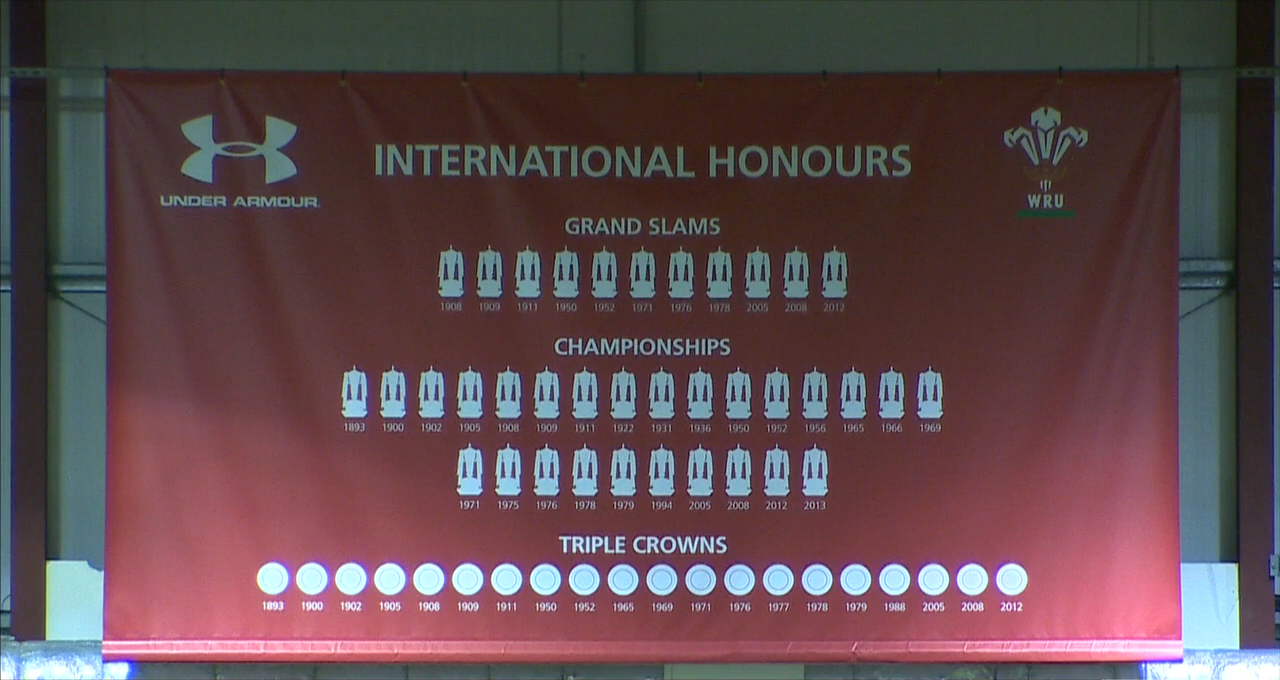 UNDER ARMOUR.
INTERNATIONAL HONOURS
WRU
GRAND SLAMS
1908 1909 1911 1950 1952 1971 1976 1978 2005 2008 2012
CHAMPIONSHIPS
1893 1900 1902 1905 1908 1909 1911 1922 1931 1936 1950 1952 1956 1965 1966 1969
1971 1975 1976 1978 1979 1994 2005 2008 2012 2013
TRIPLE CROWNS
1893 1900 1902 1905 1908 1909 1911 1950 1952 1965 1969 1971 1976 1977 1978 1979 1988 2005 2008 2012